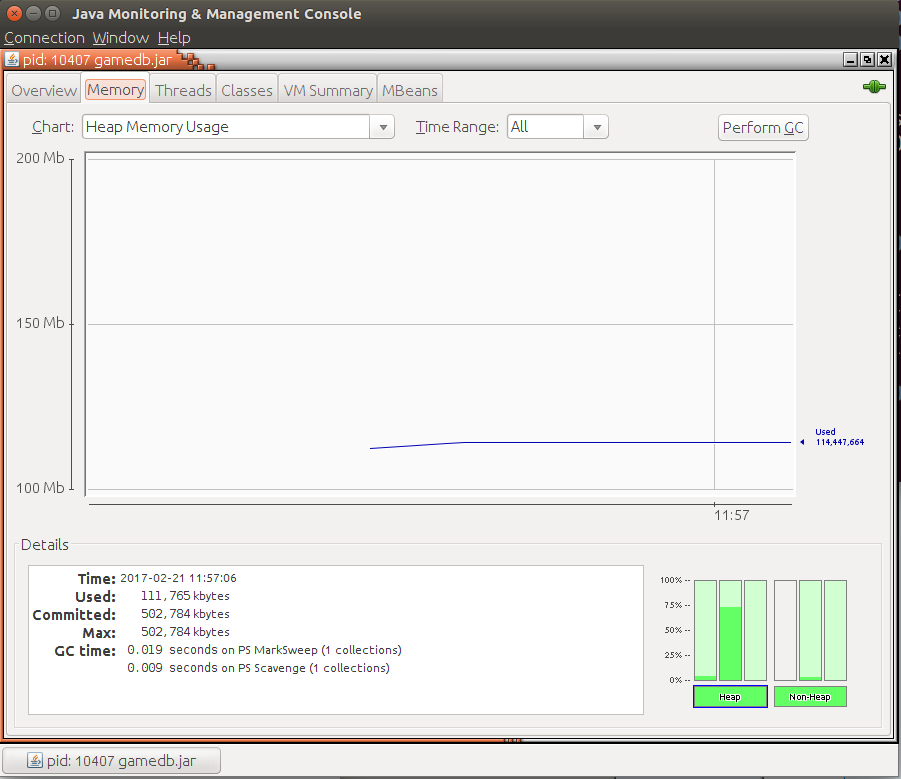 Java Monitoring & Management Console
Connection Window Help
pid: 10407 gamedb.jar
Overview Memory Threads Classes VM Summary MBeans
Chart: Heap Memory Usage Time Range: All Perform GC
200 Mb
150 Mb
Used
114,447,664
100 Mb
11:57
Details
Time: 2017-02-21 11:57:06
Used: 111,765 kbytes
Committed: 502,784 kbytes
Max: 502,784 kbytes
GC time: 0.019 seconds on PS MarkSweep (1 collections)
0.009 seconds on PS Scavenge (1 collections)
100% --
75% --
50% --
25% --
0% --
Heap Non-Heap
pid: 10407 gamedb.jar